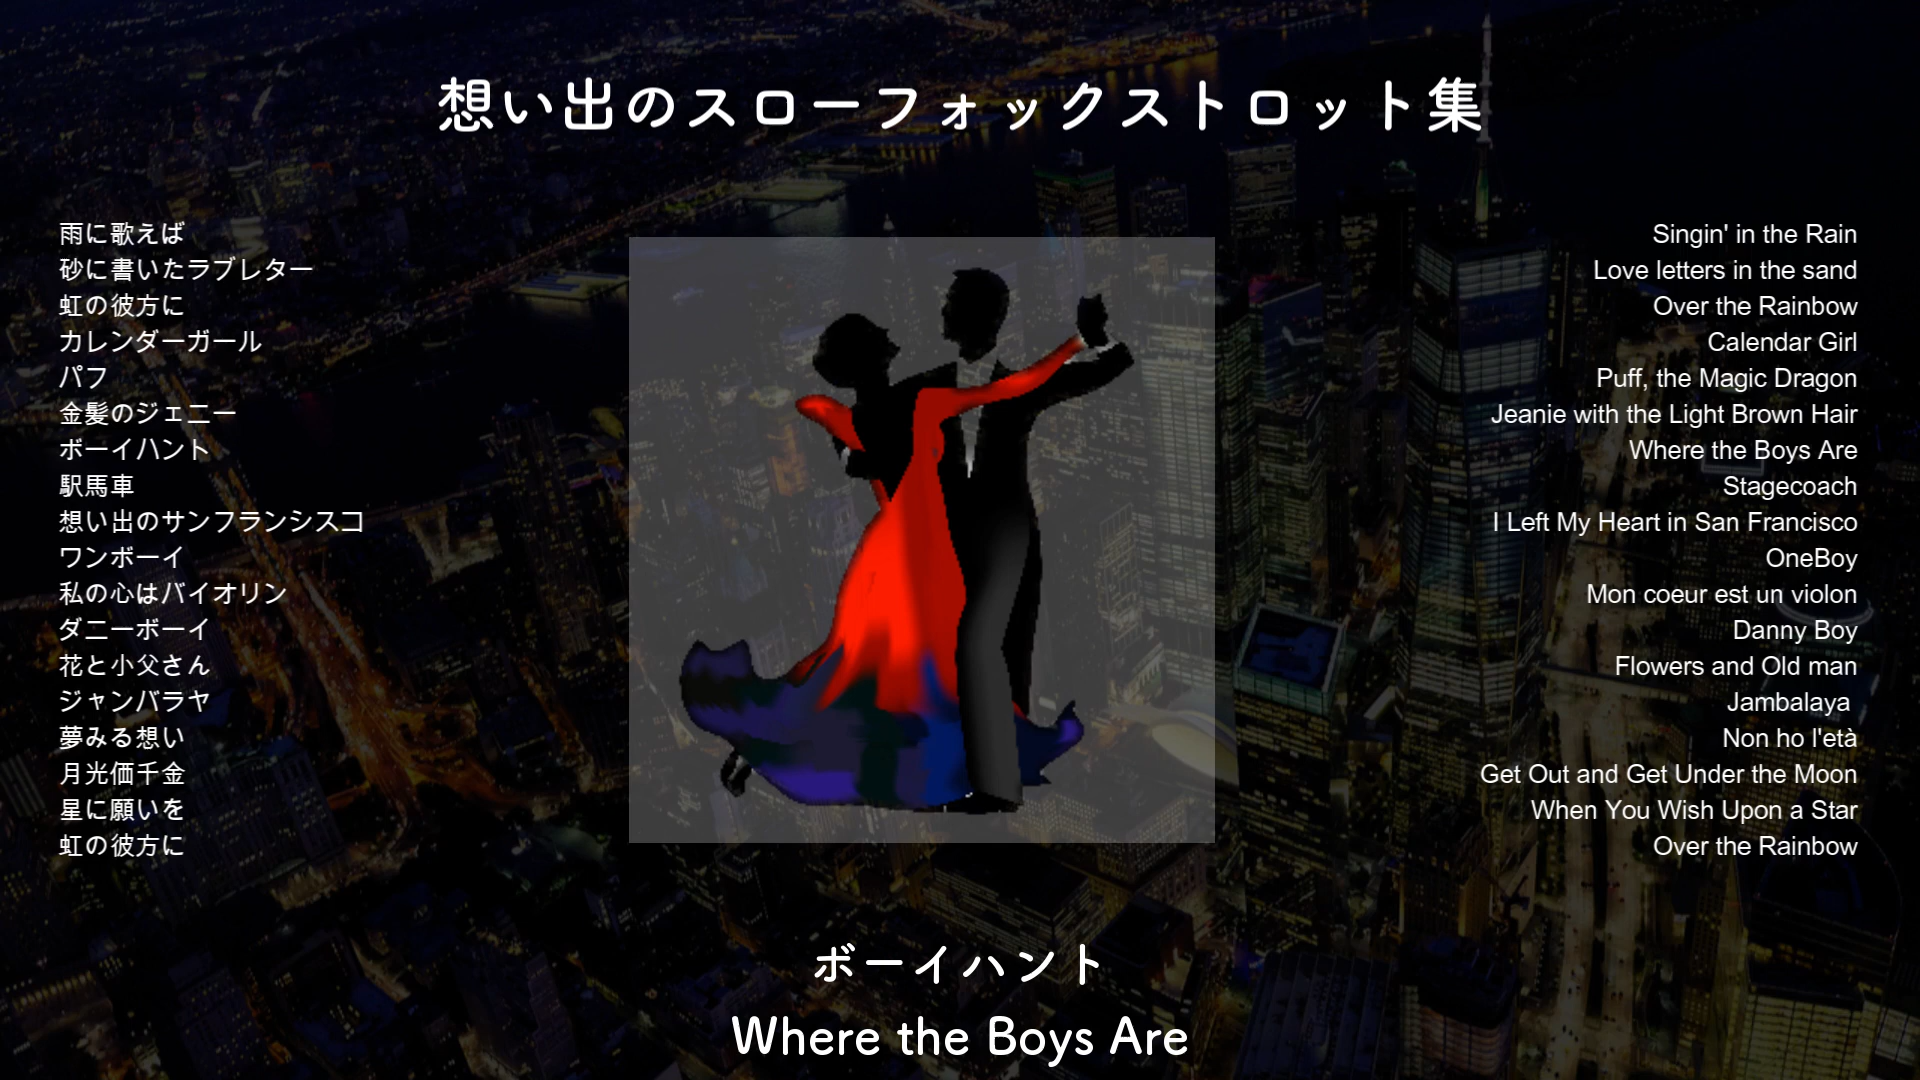 想い出のスローフォックストロット集
雨に歌えば
砂に書いたラブレター
虹の彼方に
カレンダーガール
パフ
金髪のジェニー
ボーイハント
駅馬車
想い出のサンフランシスコ
ワンボーイ
私の心はバイオリン
ダニーボーイ
花と小父さん
ジャンバラヤ
夢みる想い
月光価千金
星に願いを
虹の彼方に
Singin' in the Rain
Love letters in the sand
Over the Rainbow
Calendar Girl
Puff, the Magic Dragon
Jeanie with the Light Brown Hair
Where the Boys Are
Stagecoach
I Left My Heart in San Francisco
OneBoy
Mon coeur est un violon
Danny Boy
Flowers and Old man
Jambalaya
Non ho l'età
Get Out and Get Under the Moon
When You Wish Upon a Star
Over the Rainbow
ボーイハント
Where the Boys Are